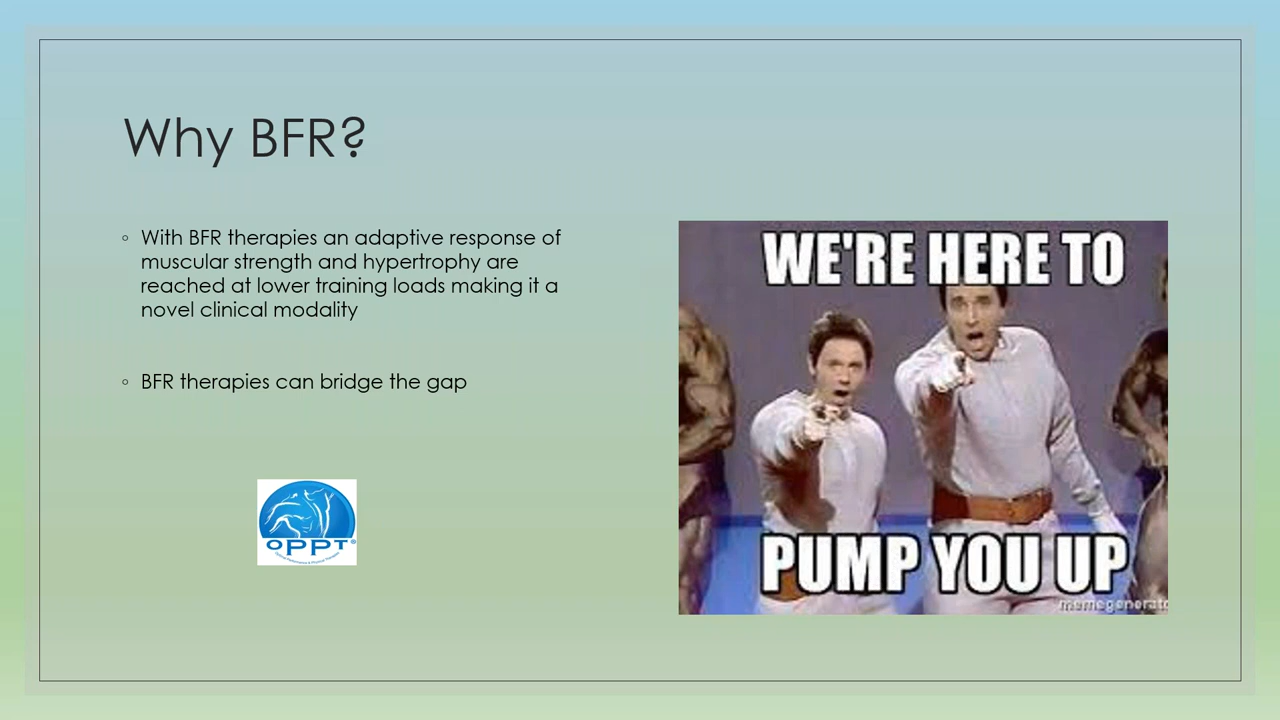 Why BFR?
◦ With BFR therapies an adaptive response of
muscular strength and hypertrophy are
reached at lower training loads making it a
novel clinical modality
◦ BFR therapies can bridge the gap
OPPT®
WE'RE HERE TO
PUMP YOU UP
memegenerato